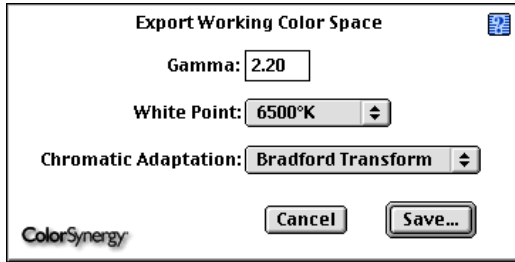 Export Working Color Space
Gamma: 2.20
White Point: 6500°K
Chromatic Adaptation: Bradford Transform
Cancel Save...
ColorSynergy